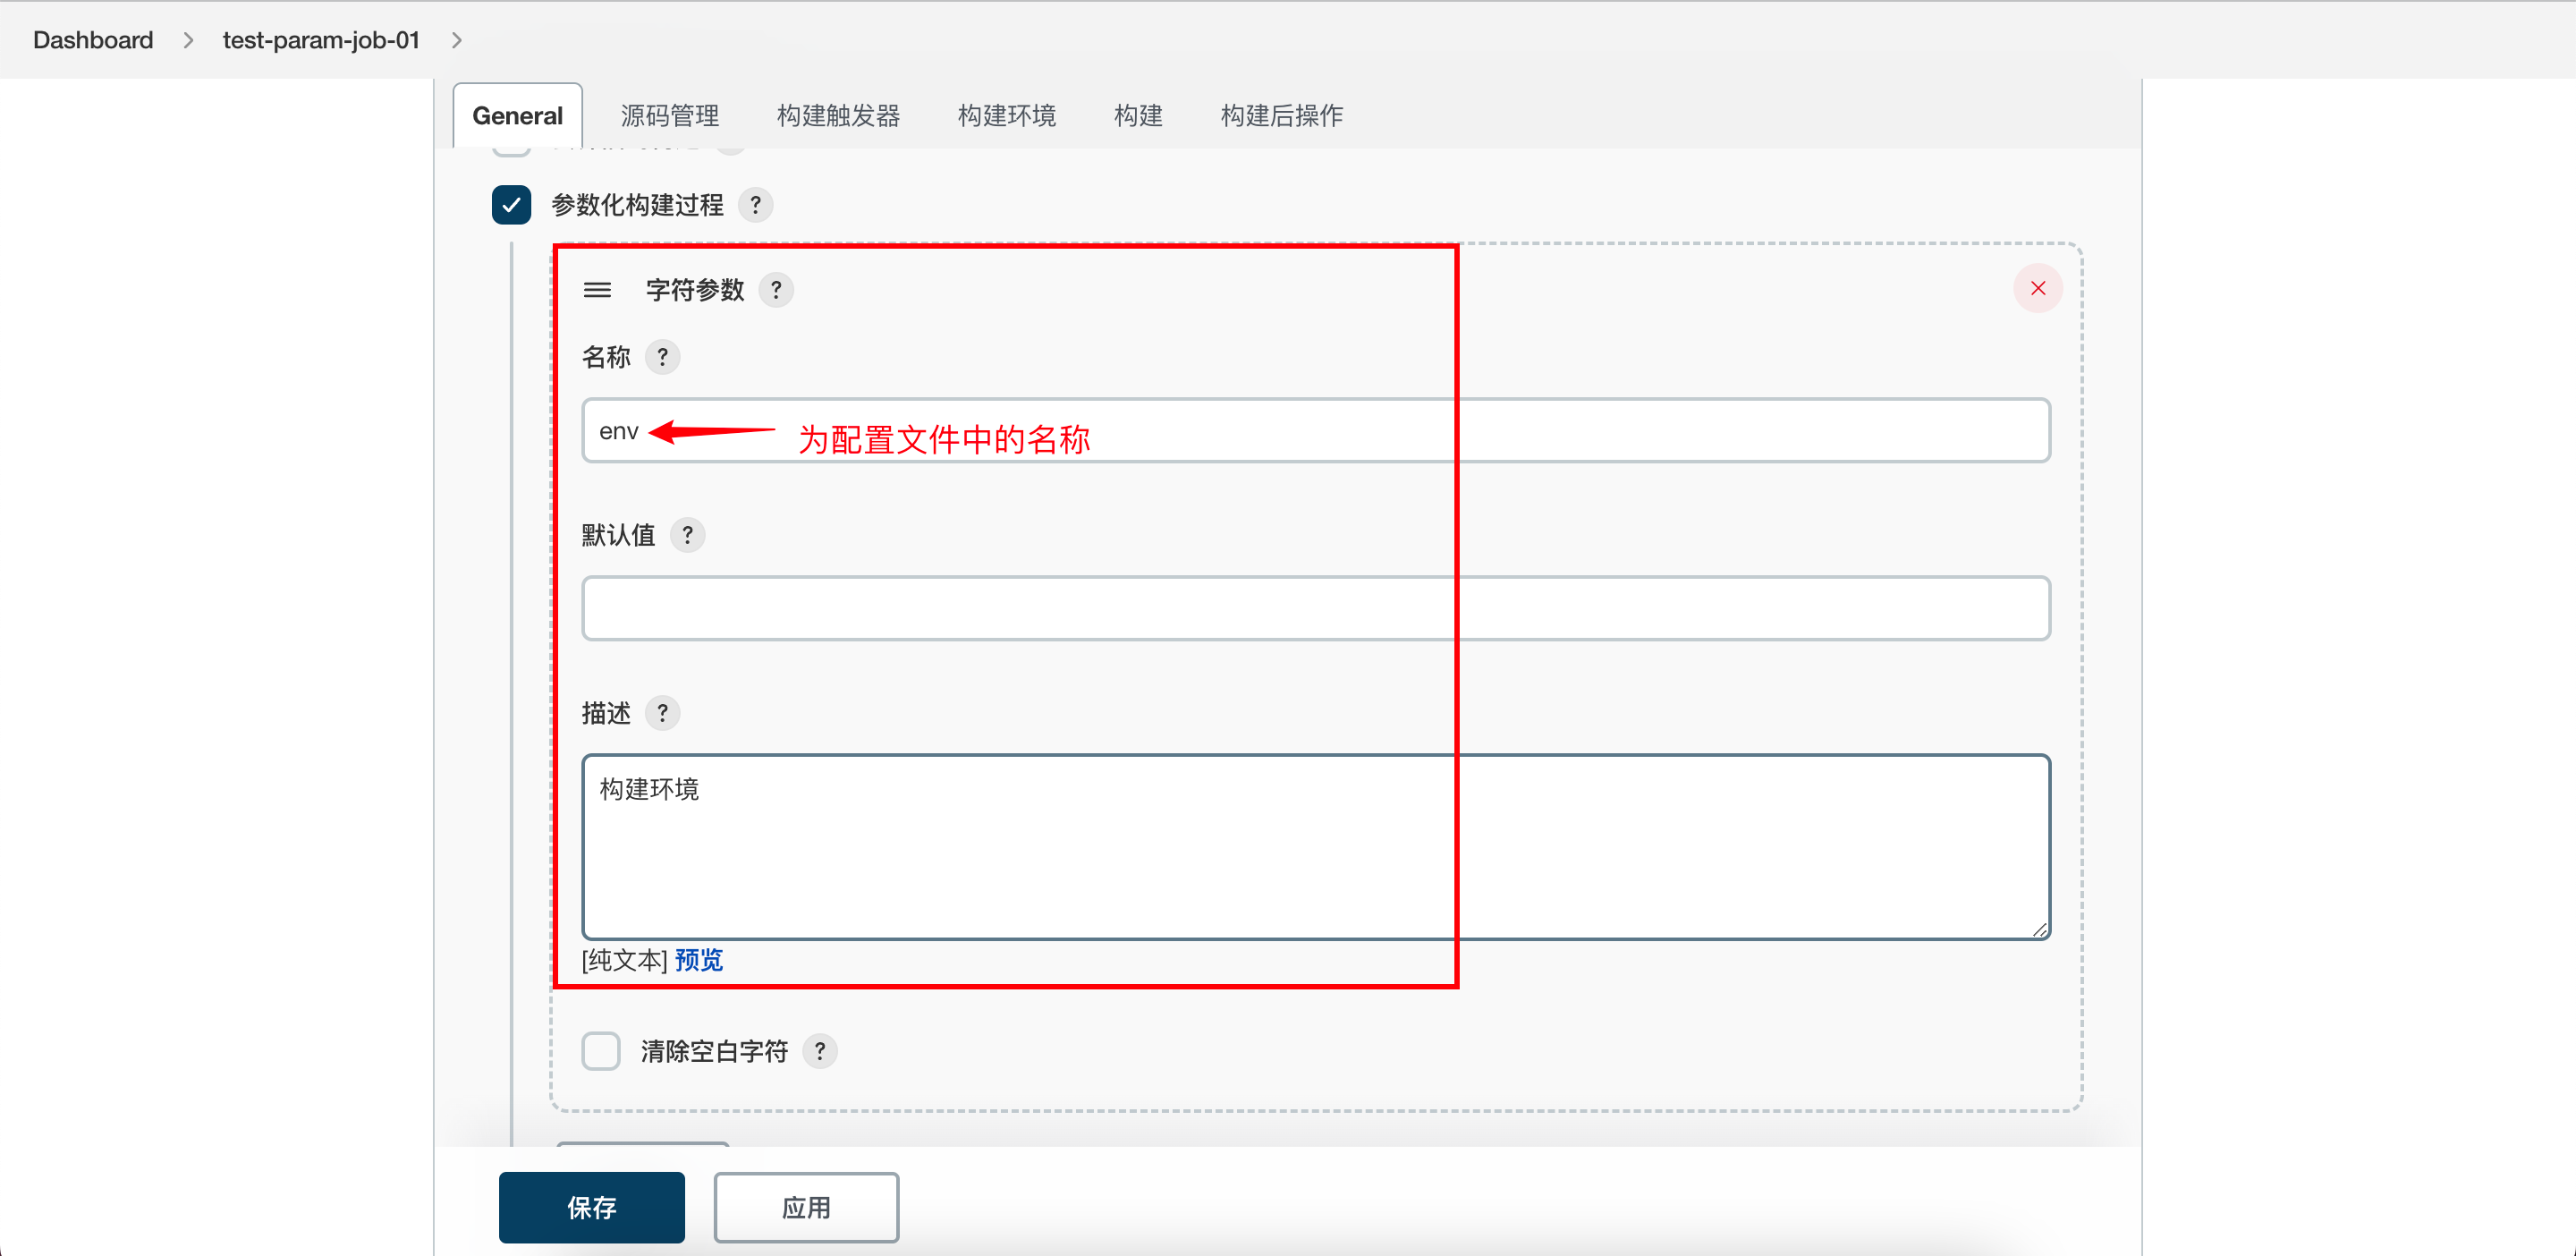 Dashboard > test-param-job-01 >
General 源码管理 构建触发器 构建环境 构建 构建后操作
参数化构建过程 ?
字符参数 ?
名称 ?
env 为配置文件中的名称
默认值 ?
描述 ?
构建环境
[纯文本] 预览
清除空白字符 ?
保存 应用